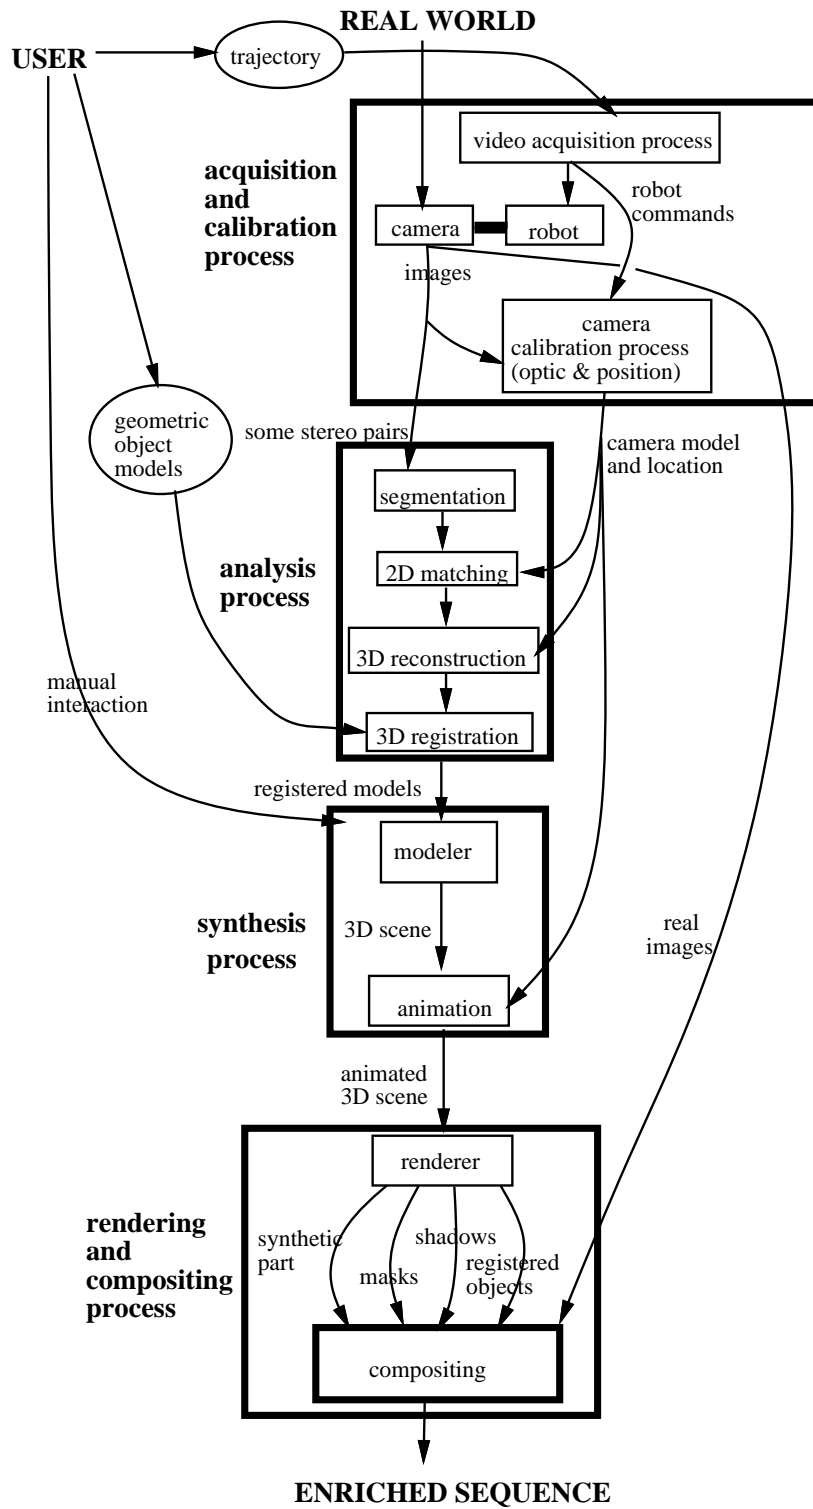 REAL WORLD
USER
trajectory
video acquisition process
acquisition
and
calibration
process
robot
commands
camera
robot
images
camera
calibration process
(optic & position)
geometric
object
models
some stereo pairs
camera model
and location
segmentation
analysis
process
2D matching
3D reconstruction
manual
interaction
3D registration
registered models
modeler
synthesis
process
3D scene
real
images
animation
animated
3D scene
renderer
rendering
and
compositing
process
synthetic
part
shadows
masks
registered
objects
compositing
ENRICHED SEQUENCE